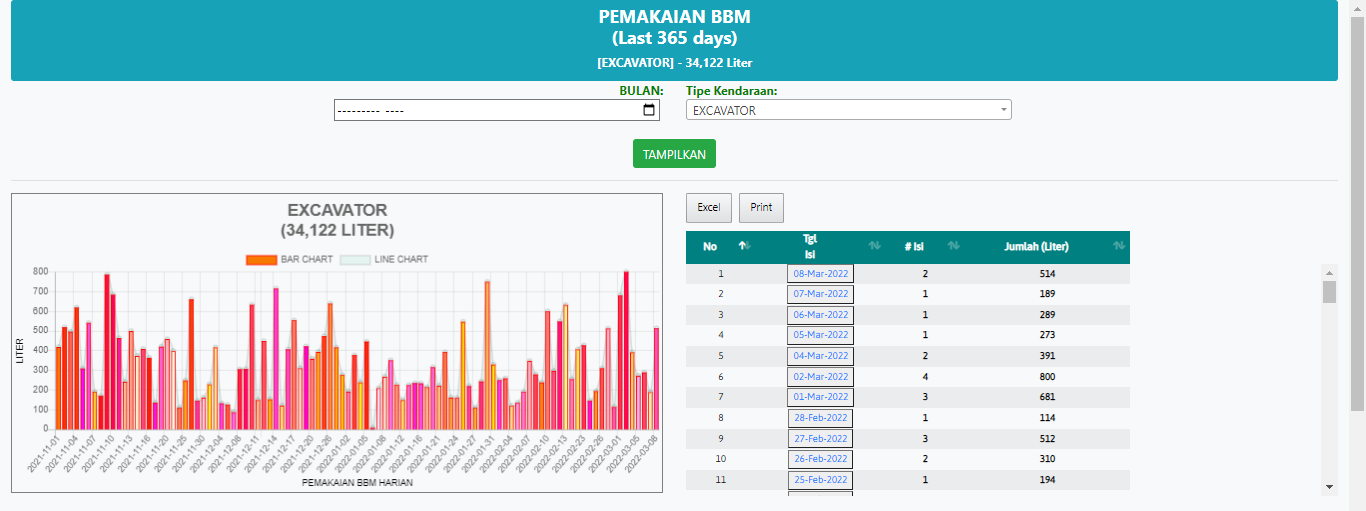 PEMAKAIAN BBM
(Last 365 days)
[EXCAVATOR] - 34,122 Liter
BULAN:
Tipe Kendaraan:
--------- ----
EXCAVATOR
TAMPILKAN
EXCAVATOR
(34,122 LITER)
BAR CHART
LINE CHART
LITER
800
700
600
500
400
300
200
100
0
2021-11-01
2021-11-04
2021-11-07
2021-11-10
2021-11-13
2021-11-16
2021-11-20
2021-11-25
2021-11-30
2021-12-04
2021-12-08
2021-12-11
2021-12-14
2021-12-17
2021-12-20
2021-12-26
2022-01-02
2022-01-05
2022-01-08
2022-01-12
2022-01-16
2022-01-21
2022-01-24
2022-01-27
2022-01-31
2022-02-04
2022-02-07
2022-02-10
2022-02-13
2022-02-23
2022-02-26
2022-03-01
2022-03-05
2022-03-08
PEMAKAIAN BBM HARIAN
Excel
Print
No
Tgl
Isi
# Isi
Jumlah (Liter)
1 08-Mar-2022 2 514
2 07-Mar-2022 1 189
3 06-Mar-2022 1 289
4 05-Mar-2022 1 273
5 04-Mar-2022 2 391
6 02-Mar-2022 4 800
7 01-Mar-2022 3 681
8 28-Feb-2022 1 114
9 27-Feb-2022 3 512
10 26-Feb-2022 2 310
11 25-Feb-2022 1 194